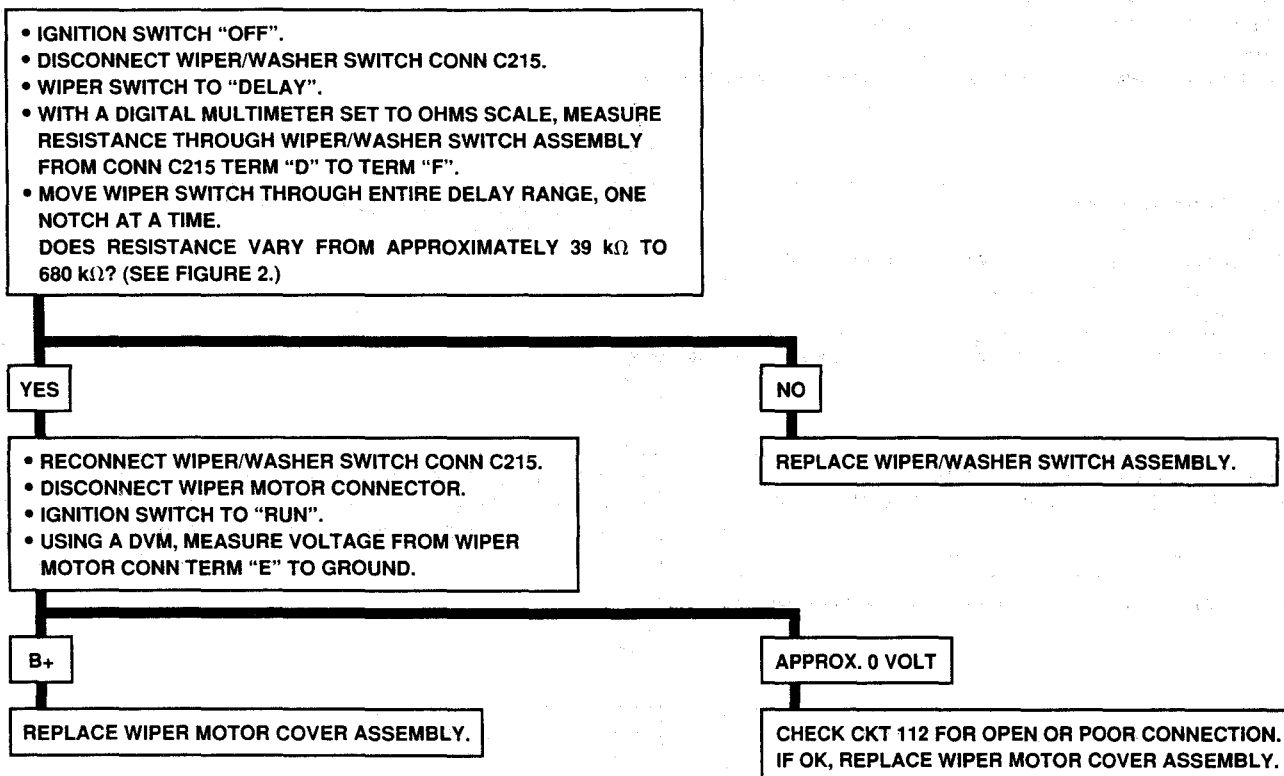 • IGNITION SWITCH “OFF”.
• DISCONNECT WIPER/WASHER SWITCH CONN C215.
• WIPER SWITCH TO “DELAY”.
• WITH A DIGITAL MULTIMETER SET TO OHMS SCALE, MEASURE
RESISTANCE THROUGH WIPER/WASHER SWITCH ASSEMBLY
FROM CONN C215 TERM “D” TO TERM “F”.
• MOVE WIPER SWITCH THROUGH ENTIRE DELAY RANGE, ONE
NOTCH AT A TIME.
DOES RESISTANCE VARY FROM APPROXIMATELY 39 kΩ TO
680 kΩ? (SEE FIGURE 2.)
YES
NO
• RECONNECT WIPER/WASHER SWITCH CONN C215.
• DISCONNECT WIPER MOTOR CONNECTOR.
• IGNITION SWITCH TO “RUN”.
• USING A DVM, MEASURE VOLTAGE FROM WIPER
MOTOR CONN TERM “E” TO GROUND.
REPLACE WIPER/WASHER SWITCH ASSEMBLY.
B+
APPROX. 0 VOLT
REPLACE WIPER MOTOR COVER ASSEMBLY.
CHECK CKT 112 FOR OPEN OR POOR CONNECTION.
IF OK, REPLACE WIPER MOTOR COVER ASSEMBLY.